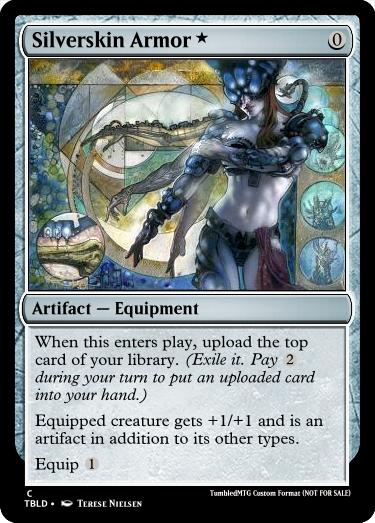 Silverskin Armor ★ 0
Artifact — Equipment
When this enters play, upload the top
card of your library. (Exile it. Pay 2
during your turn to put an uploaded card
into your hand.)
Equipped creature gets +1/+1 and is an
artifact in addition to its other types.
Equip 1
C
TBLD • Terese Nielsen
TumbledMTG Custom Format (NOT FOR SALE)